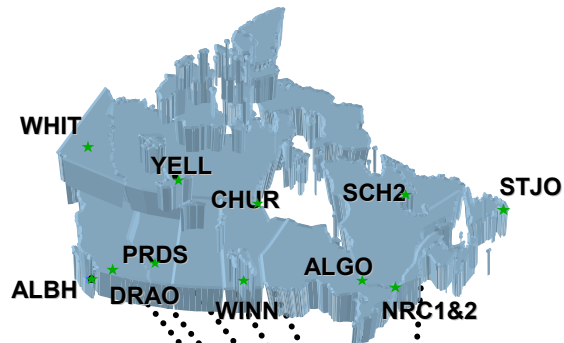 WHIT
YELL
CHUR
SCH2
STJO
PRDS
ALGO
ALBH
DRAO
WINN
NRC1&2